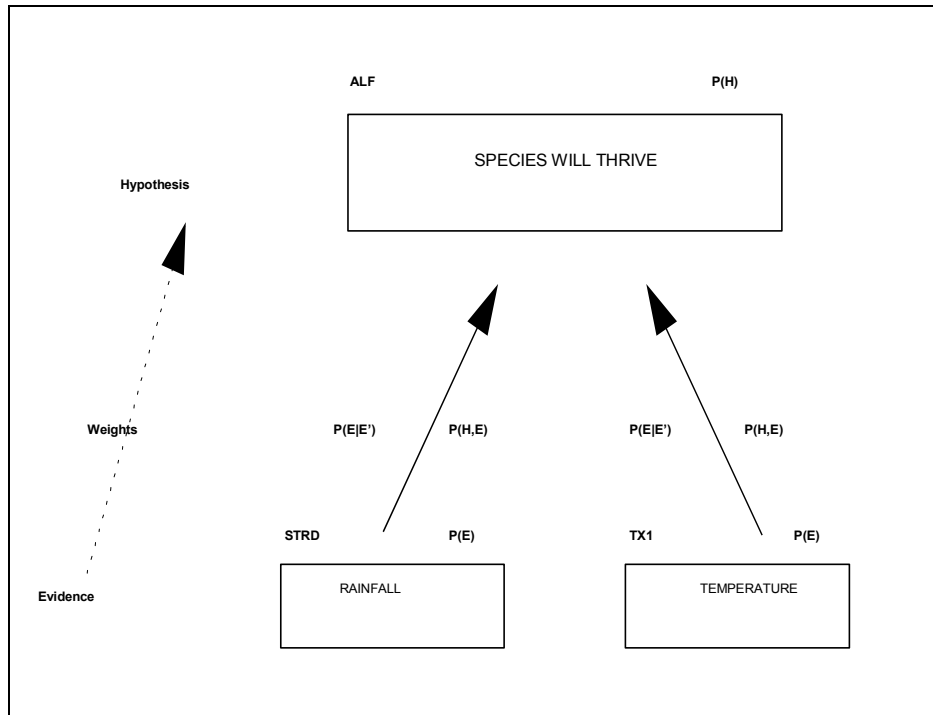 ALF P(H)
SPECIES WILL THRIVE
Hypothesis
Weights P(E|E') P(H,E) P(E|E') P(H,E)
STRD P(E) TX1 P(E)
RAINFALL TEMPERATURE
Evidence